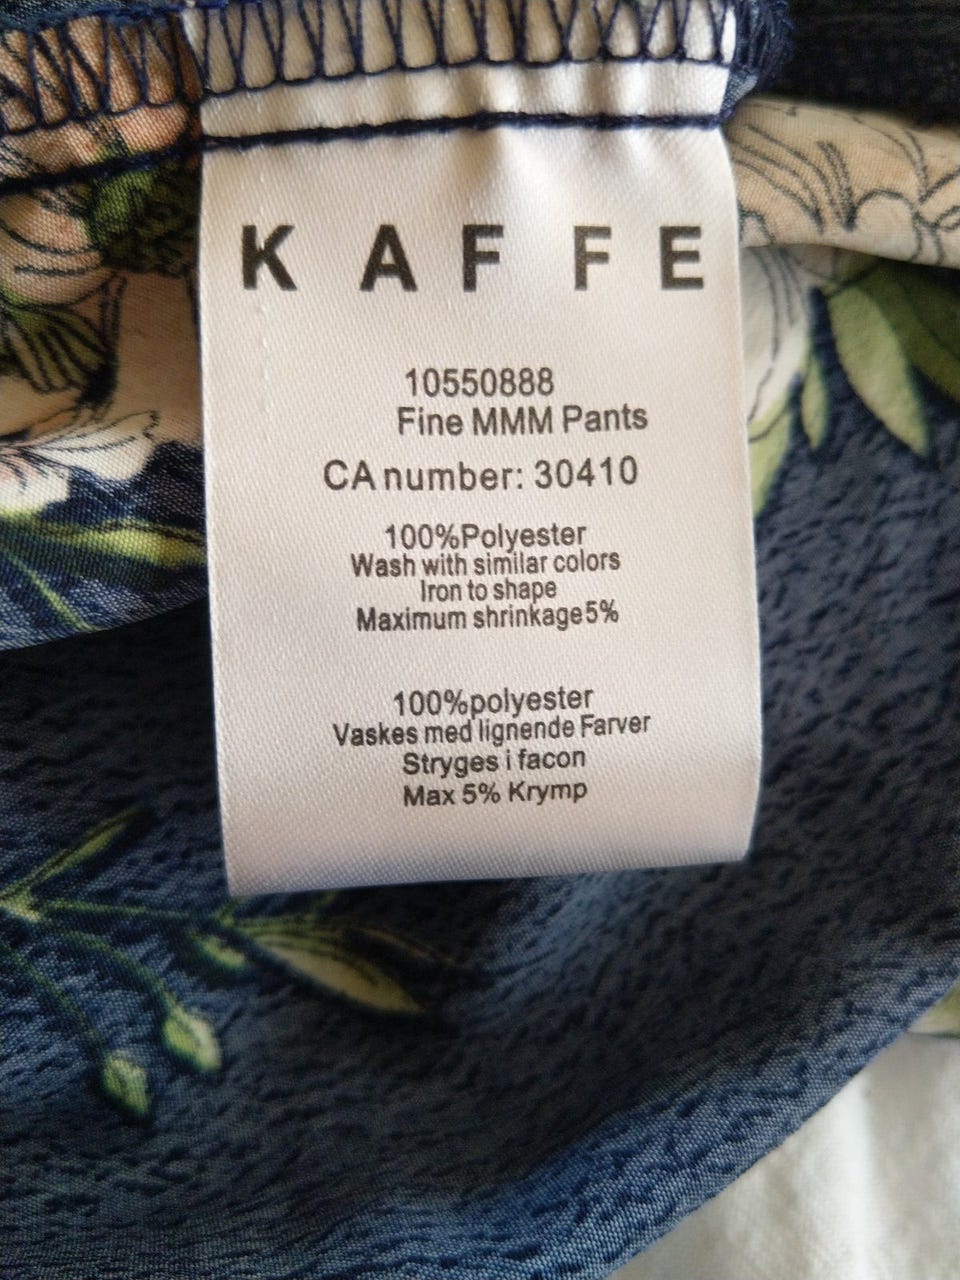 KAFFE
10550888
Fine MMM Pants
CA number: 30410
100%Polyester
Wash with similar colors
Iron to shape
Maximum shrinkage5%
100%polyester
Vaskes med lignende Farver
Stryges i facon
Max 5% Krymp